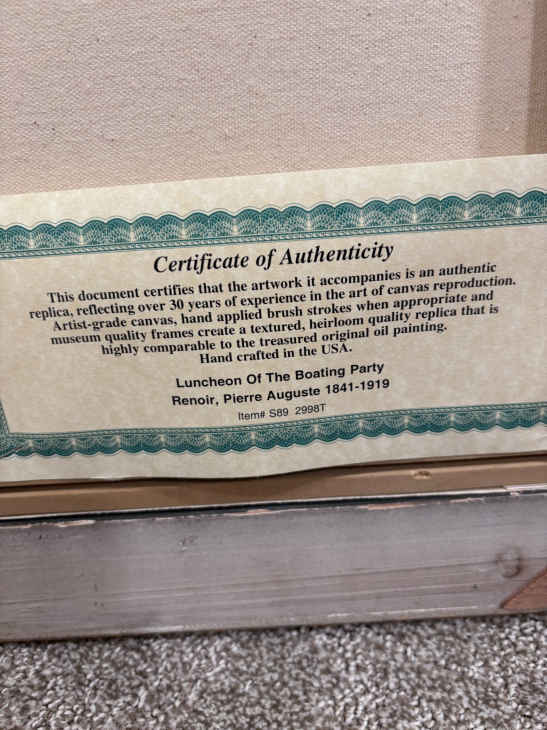 Certificate of Authenticity
This document certifies that the artwork it accompanies is an authentic
replica, reflecting over 30 years of experience in the art of canvas reproduction.
Artist-grade canvas, hand applied brush strokes when appropriate and
museum quality frames create a textured, heirloom quality replica that is
highly comparable to the treasured original oil painting.
Hand crafted in the USA.
Luncheon Of The Boating Party
Renoir, Pierre Auguste 1841-1919
Item# S89 2998T